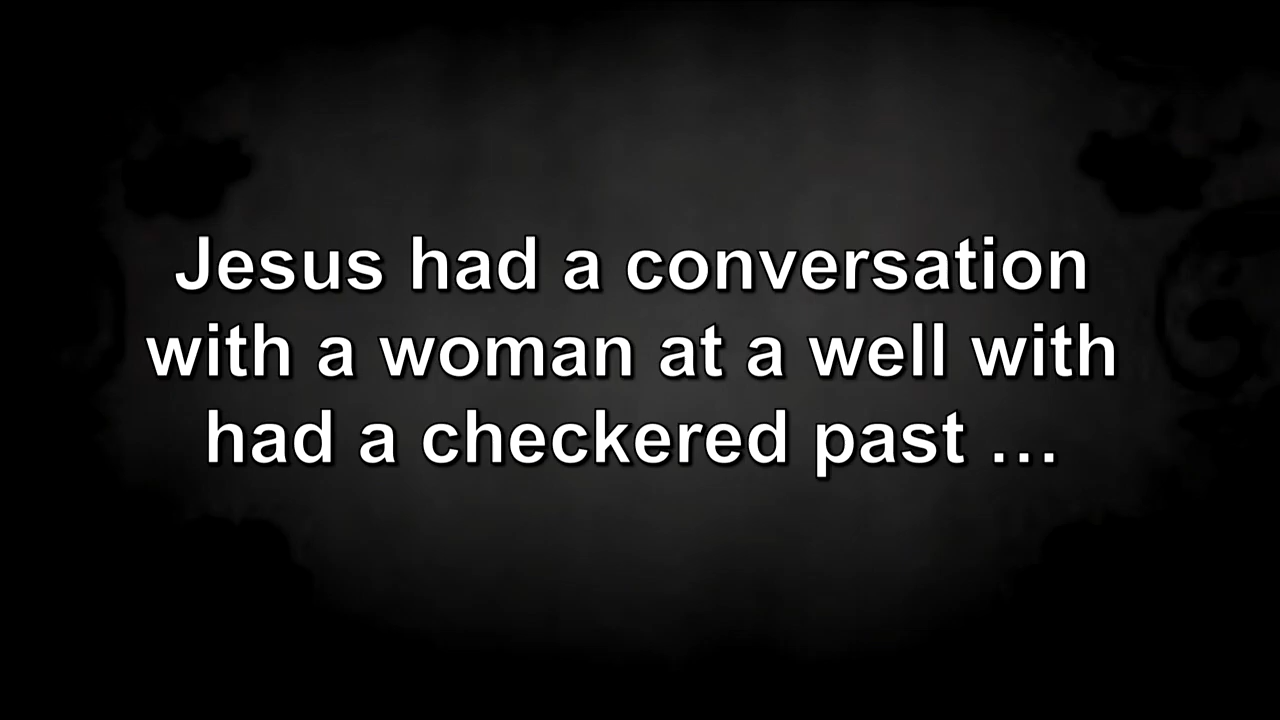 Jesus had a conversation
with a woman at a well with
had a checkered past …